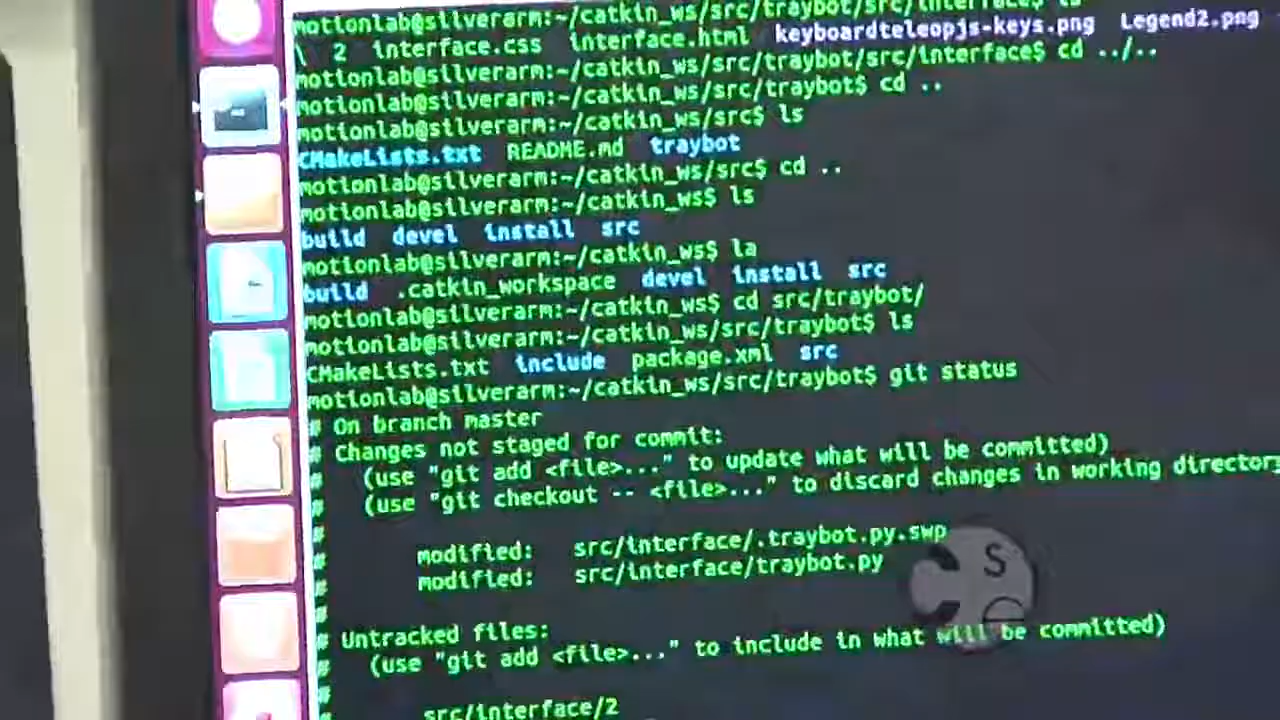 motionlab@silverarm:~/catkin_ws/src/traybot/src/interface$ ls
\ 2 interface.css interface.html keyboardteleopjs-keys.png Legend2.png
motionlab@silverarm:~/catkin_ws/src/traybot/src/interface$ cd ../..
motionlab@silverarm:~/catkin_ws/src/traybot$ cd ..
motionlab@silverarm:~/catkin_ws/src$ ls
CMakeLists.txt README.md traybot
motionlab@silverarm:~/catkin_ws/src$ cd ..
motionlab@silverarm:~/catkin_ws$ ls
build devel install src
motionlab@silverarm:~/catkin_ws$ la
build .catkin_workspace devel install src
motionlab@silverarm:~/catkin_ws$ cd src/traybot/
motionlab@silverarm:~/catkin_ws/src/traybot$ ls
CMakeLists.txt include package.xml src
motionlab@silverarm:~/catkin_ws/src/traybot$ git status
# On branch master
# Changes not staged for commit:
# (use "git add <file>..." to update what will be committed)
# (use "git checkout -- <file>..." to discard changes in working directory
#
# modified: src/interface/.traybot.py.swp
# modified: src/interface/traybot.py
#
# Untracked files:
# (use "git add <file>..." to include in what will be committed)
#
src/interface/2
S